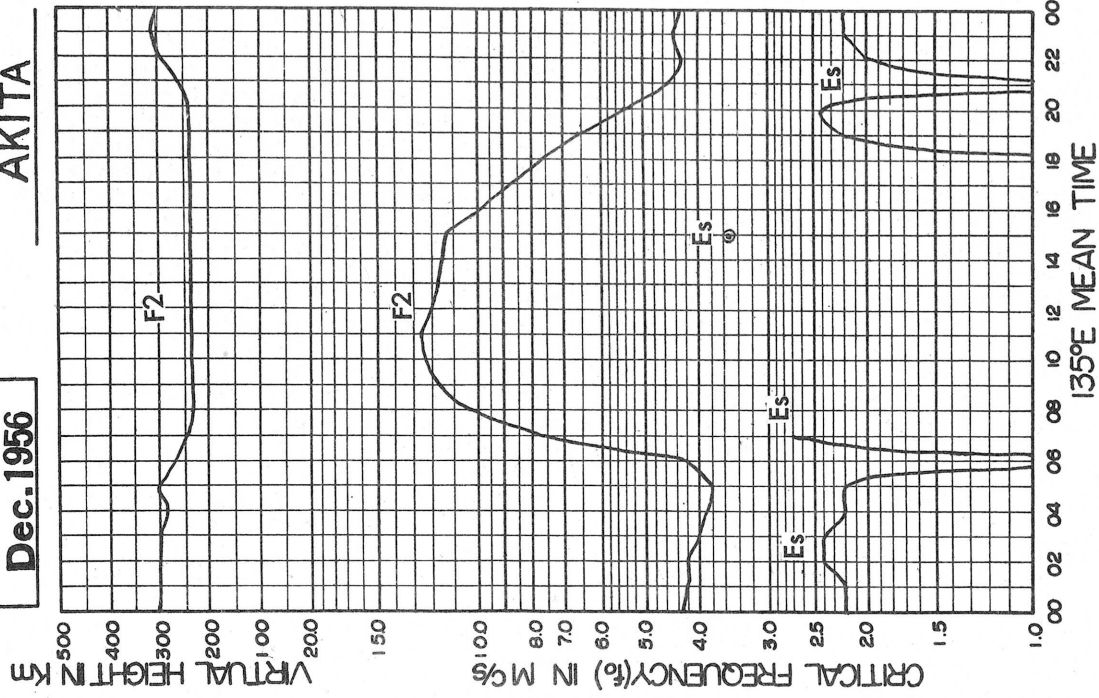 Dec.1956
AKITA
VIRTUAL HEIGHT IN Km
500
400
300
200
100
F2
CRITICAL FREQUENCY(fo) IN Mc/s
20.0
15.0
10.0
8.0
7.0
6.0
5.0
4.0
3.0
2.5
2.0
1.5
1.0
F2
Es
Es
Es
Es
00 02 04 06 08 10 12 14 16 18 20 22 00
135°E MEAN TIME